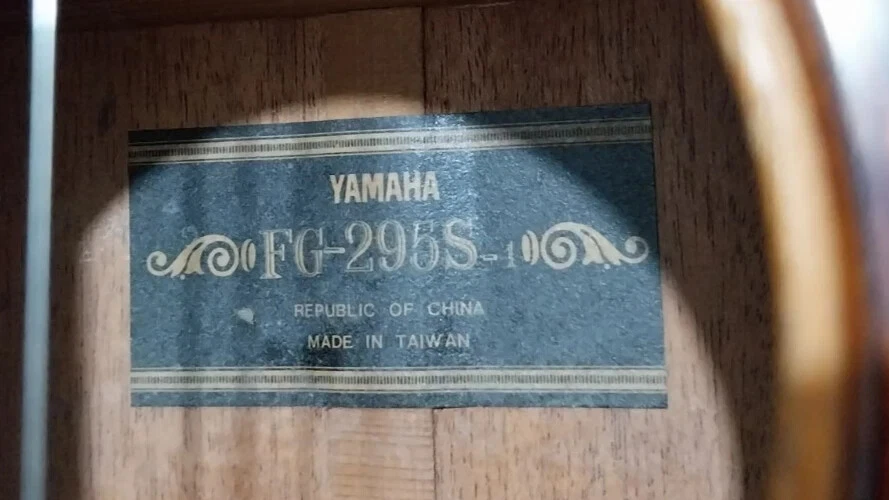 YAMAHA
FG-295S-1
REPUBLIC OF CHINA
MADE IN TAIWAN